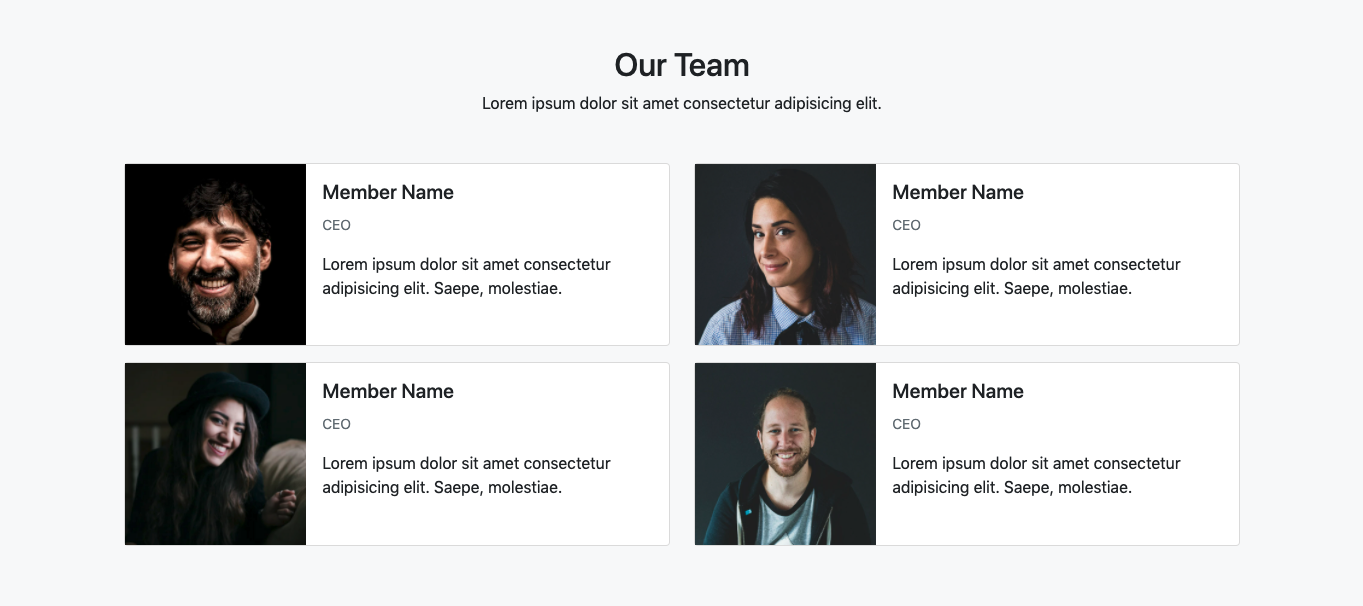 Our Team
Lorem ipsum dolor sit amet consectetur adipisicing elit.
Member Name
CEO
Lorem ipsum dolor sit amet consectetur
adipisicing elit. Saepe, molestiae.
Member Name
CEO
Lorem ipsum dolor sit amet consectetur
adipisicing elit. Saepe, molestiae.
Member Name
CEO
Lorem ipsum dolor sit amet consectetur
adipisicing elit. Saepe, molestiae.
Member Name
CEO
Lorem ipsum dolor sit amet consectetur
adipisicing elit. Saepe, molestiae.